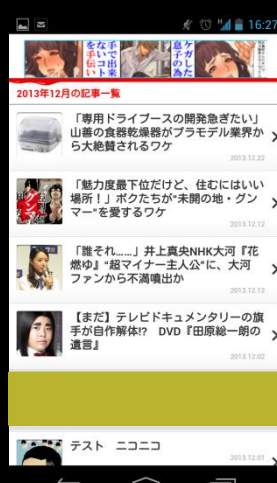 16:27
手で出来
ないコト
を手伝い
ケガした
息子の為
2013年12月の記事一覧
「専用ドライブースの開発急ぎたい」
山善の食器乾燥器がプラモデル業界か
ら大絶賛されるワケ
2013.12.22
「魅力度最下位だけど、住むにはいい
場所！」ボクたちが“未開の地・グン
マー”を愛するワケ
2013.12.12
「誰それ……」井上真央NHK大河『花
燃ゆ』“超マイナー主人公”に、大河
ファンから不満噴出か
2013.12.12
【まだ】テレビドキュメンタリーの旗
手が自作解体!? DVD『田原総一朗の
遺言』
2013.12.02
テスト ニコニコ
2013.12.01